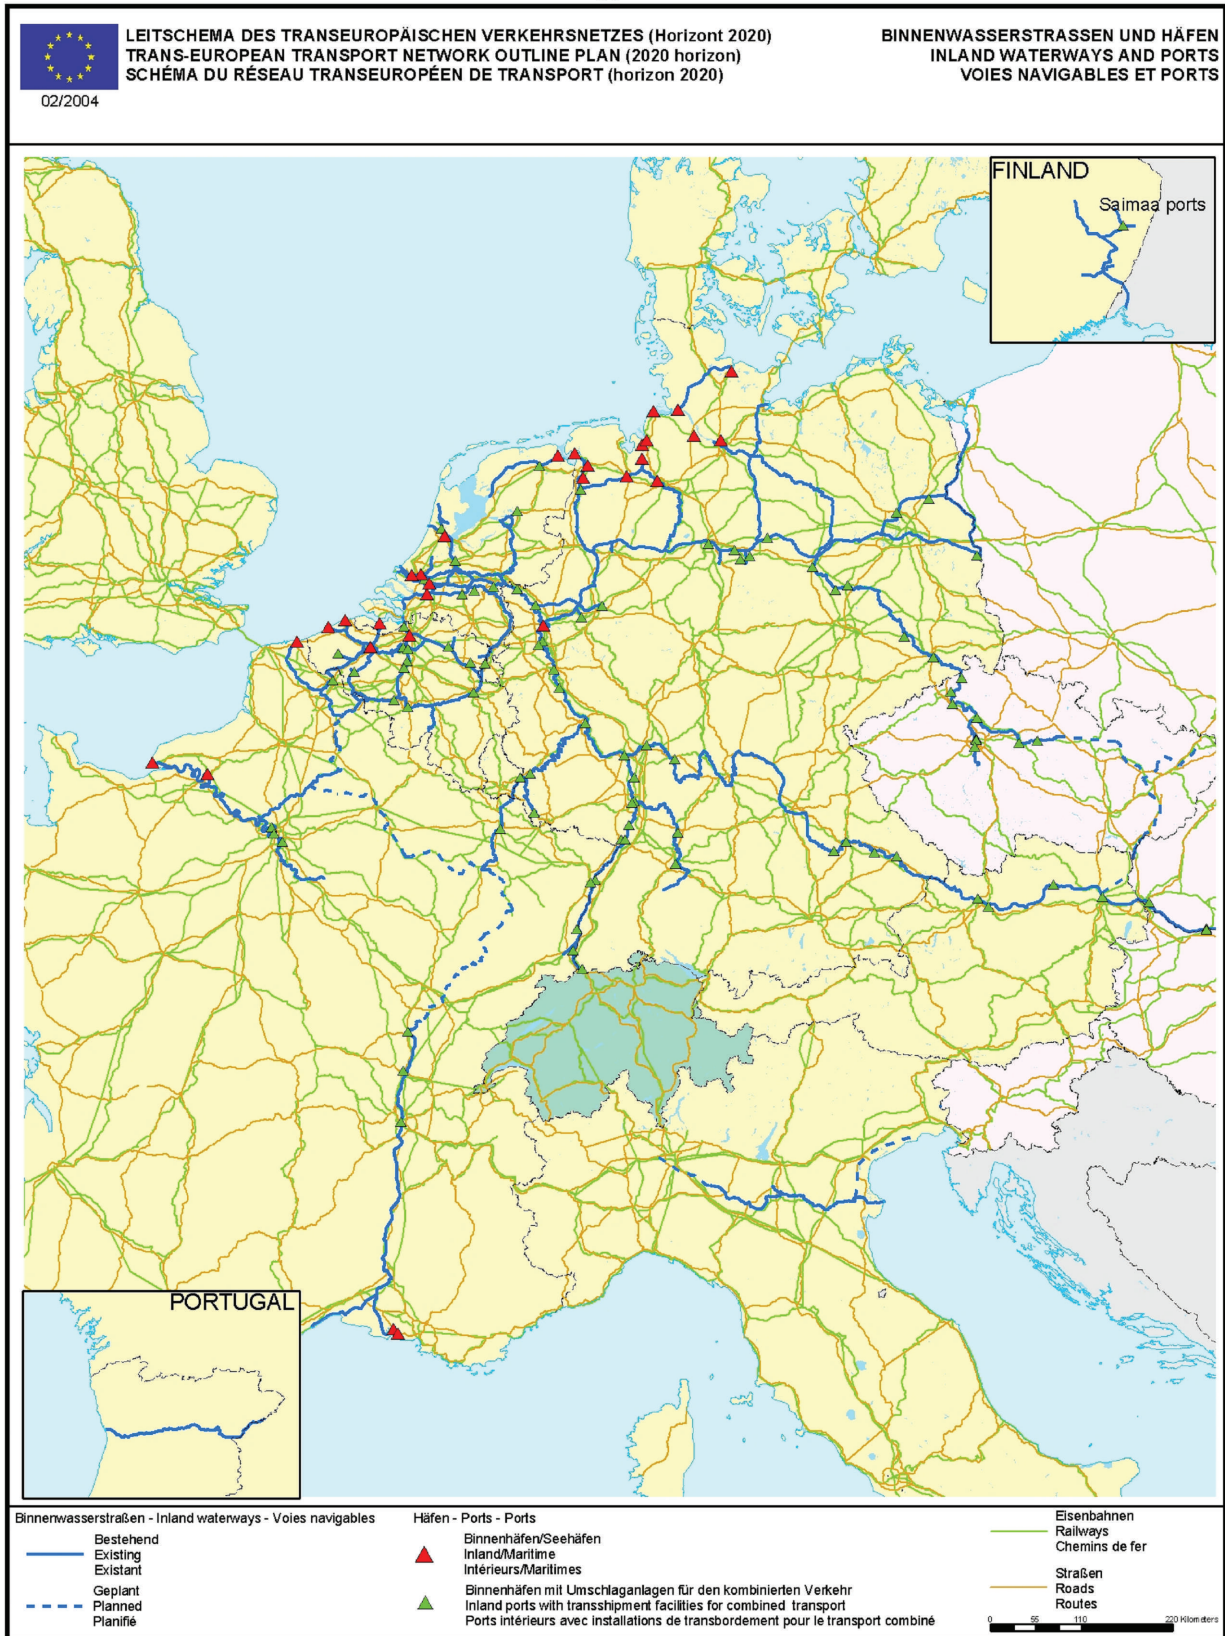 LEITSCHEMA DES TRANSEUROPÄISCHEN VERKEHRSNETZES (Horizont 2020)
TRANS-EUROPEAN TRANSPORT NETWORK OUTLINE PLAN (2020 horizon)
SCHÉMA DU RÉSEAU TRANSEUROPÉEN DE TRANSPORT (horizon 2020)
02/2004
BINNENWASSERSTRASSEN UND HÄFEN
INLAND WATERWAYS AND PORTS
VOIES NAVIGABLES ET PORTS
FINLAND
Saimaa ports
PORTUGAL
Binnenwasserstraßen - Inland waterways - Voies navigables
Bestehend
Existing
Existant
Geplant
Planned
Planifié
Häfen - Ports - Ports
Binnenhäfen/Seehäfen
Inland/Maritime
Intérieurs/Maritimes
Binnenhäfen mit Umschlaganlagen für den kombinierten Verkehr
Inland ports with transshipment facilities for combined transport
Ports intérieurs avec installations de transbordement pour le transport combiné
Eisenbahnen
Railways
Chemins de fer
Straßen
Roads
Routes
0 55 110 220 Kilometers